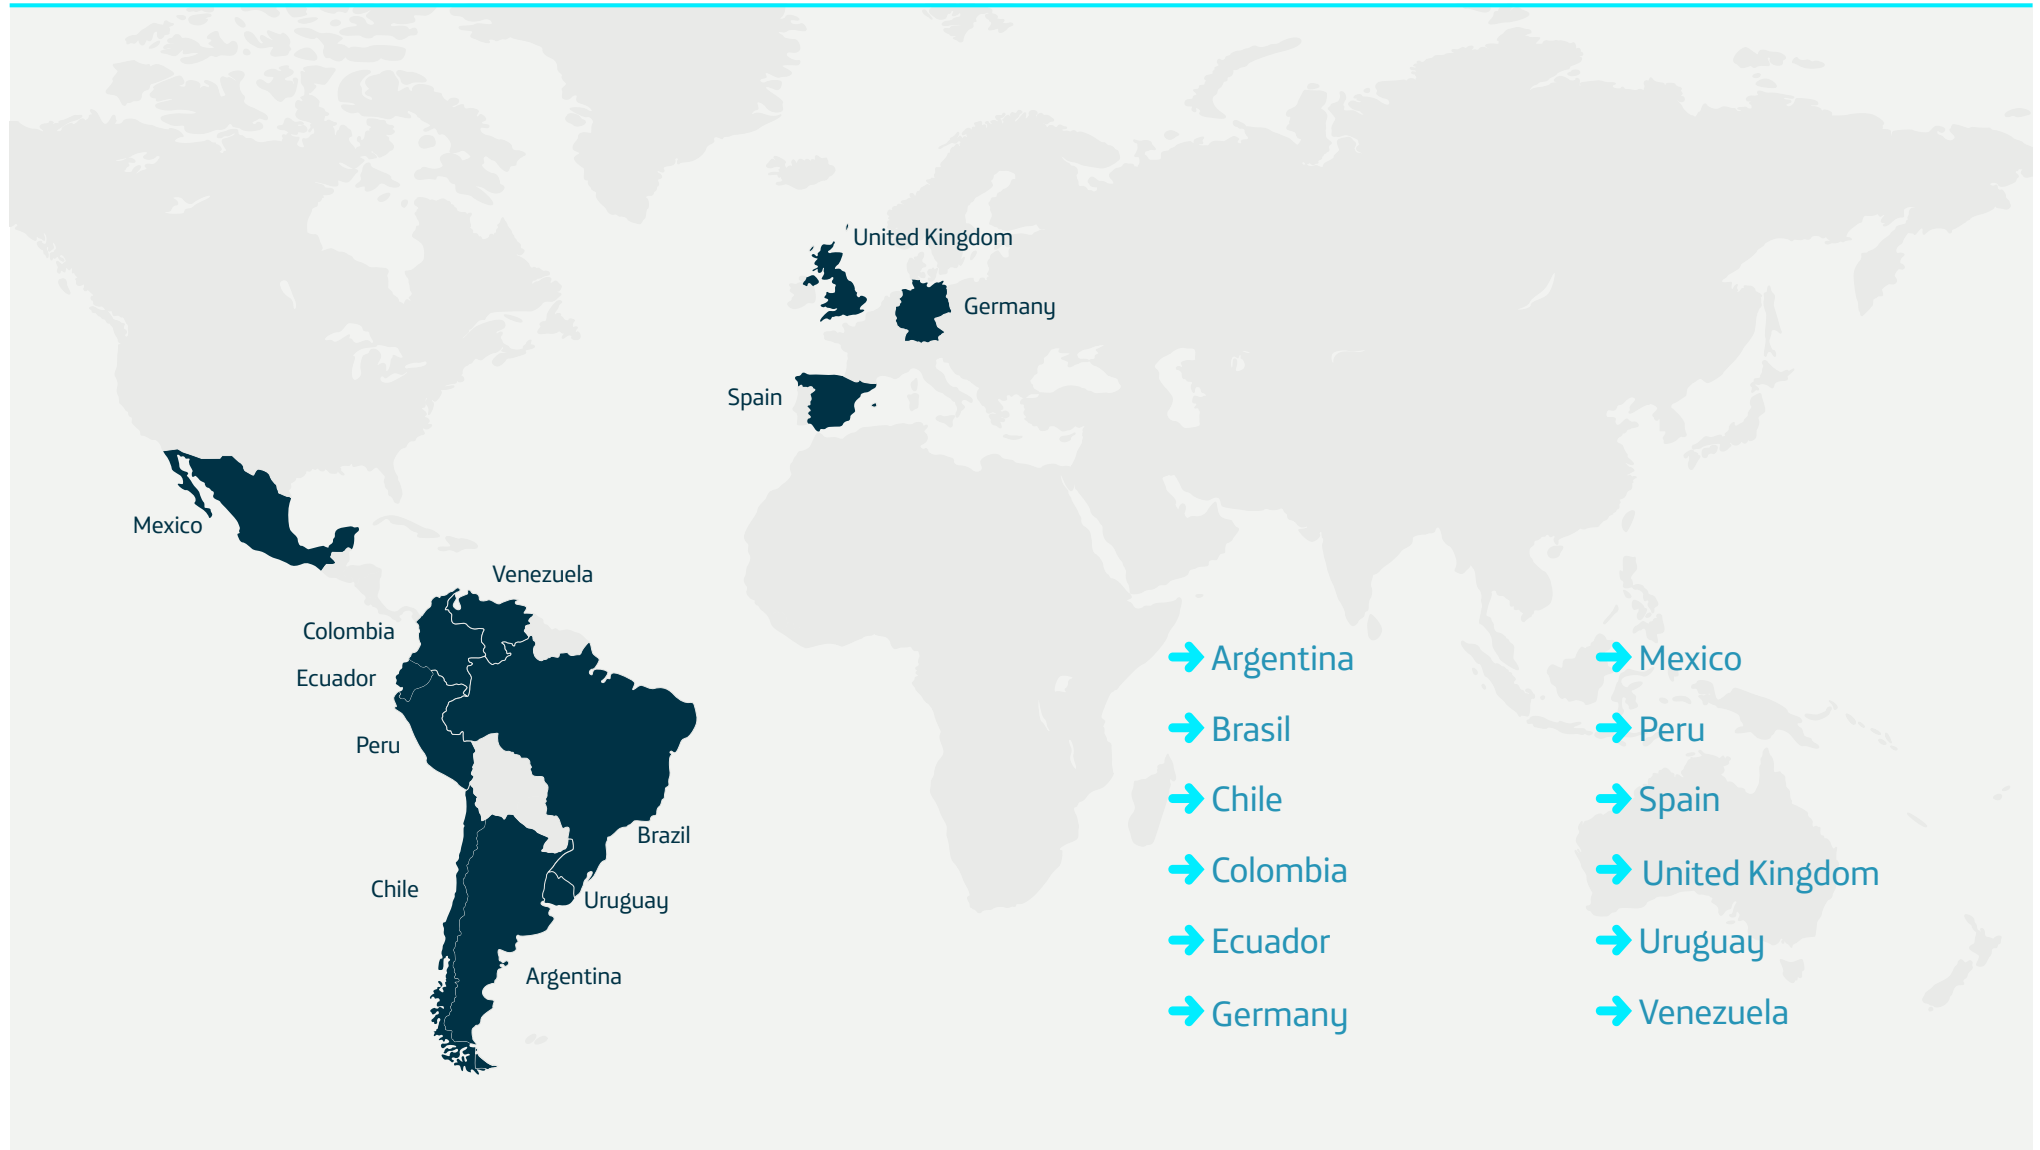 United Kingdom
Germany
Spain
Mexico
Venezuela
Colombia
Ecuador
Peru
Brazil
Chile
Uruguay
Argentina
Argentina
Brasil
Chile
Colombia
Ecuador
Germany
Mexico
Peru
Spain
United Kingdom
Uruguay
Venezuela